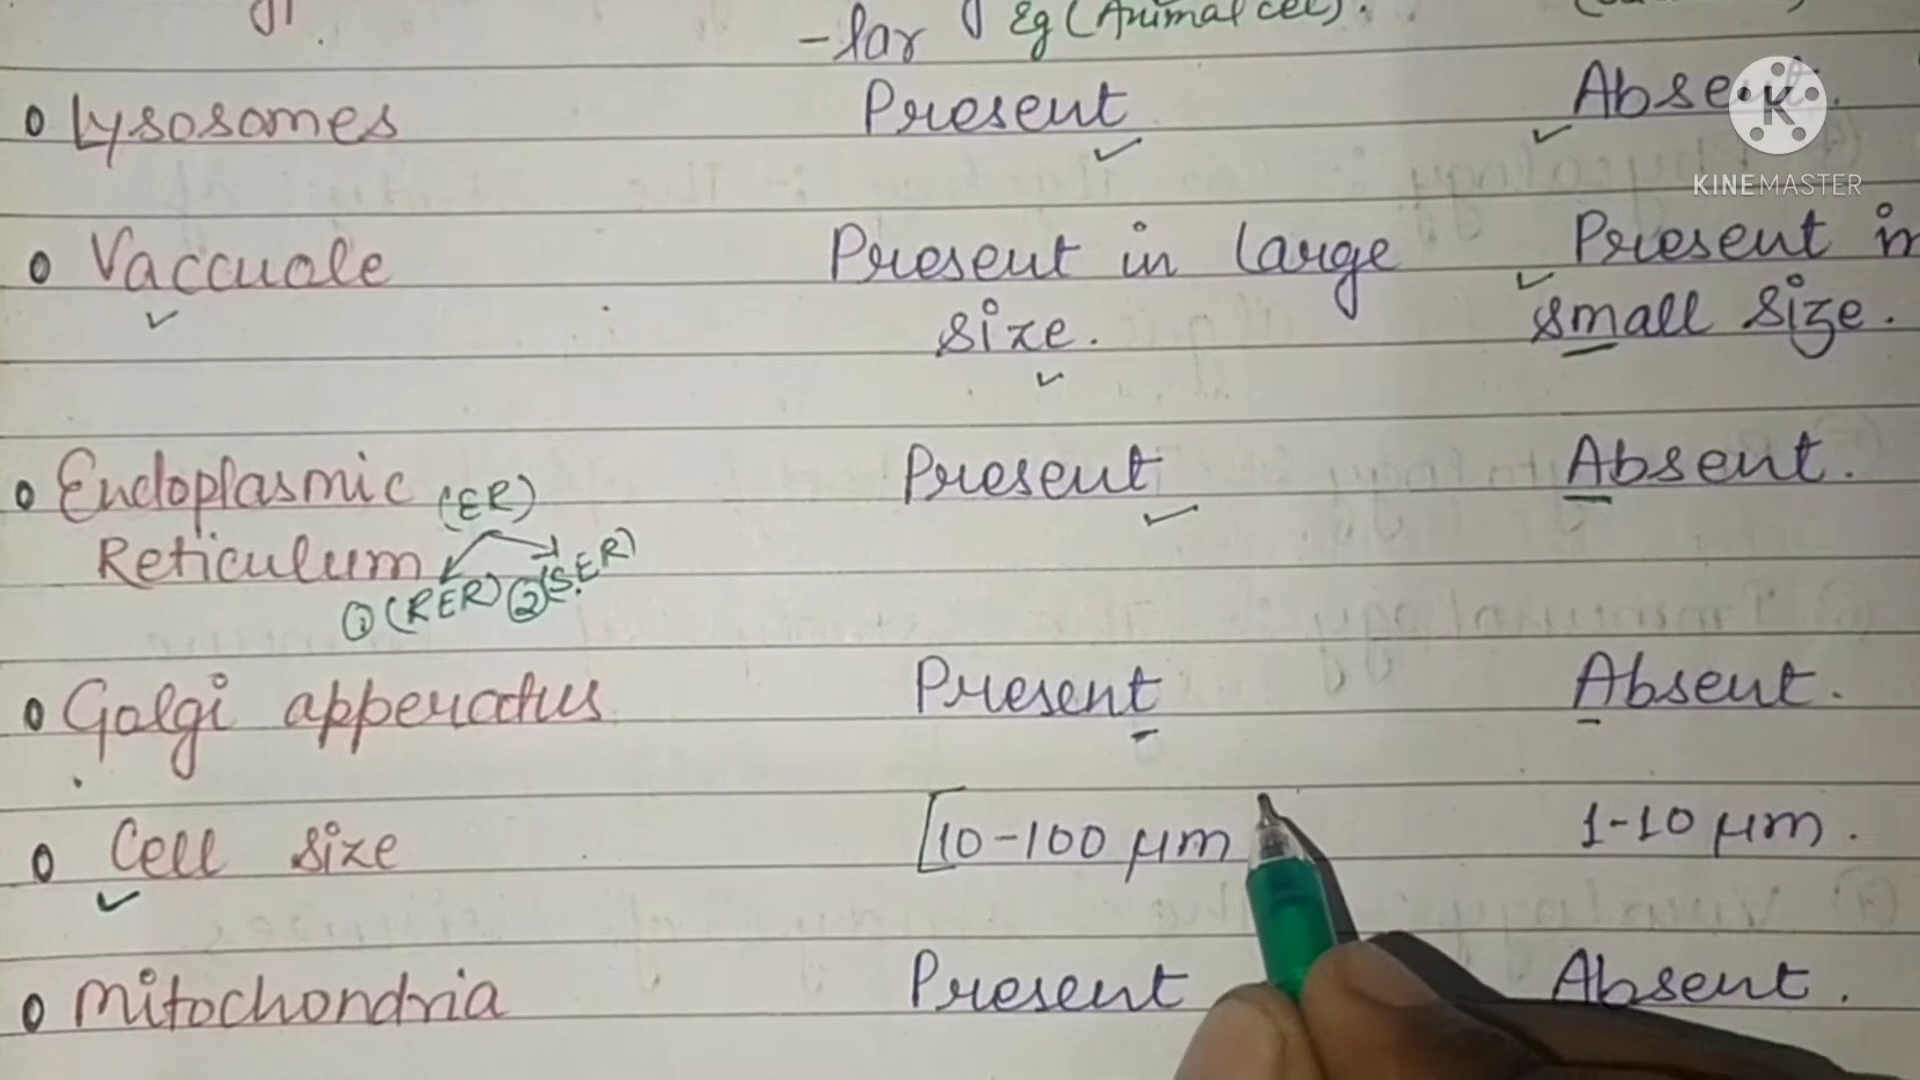 - lar Eg (Animal cel).
Lysosomes Present Absent.
KINEMASTER
Vaccuole Present in large Present in
size. small size.
Endoplasmic (ER) Present Absent.
Reticulum ① (RER) ② (S.ER)
Golgi apperatus Present Absent.
Cell size [10-100 µm 1-10 µm.
Mitochondria Present Absent.